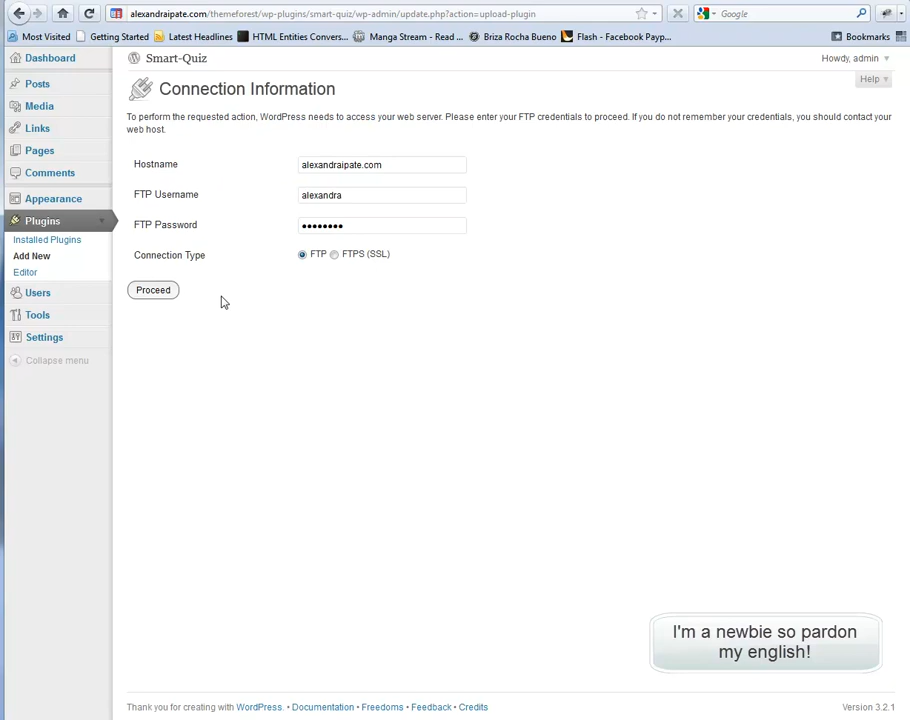 alexandraipate.com/themeforest/wp-plugins/smart-quiz/wp-admin/update.php?action=upload-plugin
Google
Most Visited
Getting Started
Latest Headlines
HTML Entities Convers...
Manga Stream - Read ...
Briza Rocha Bueno
Flash - Facebook Payp...
Bookmarks
Dashboard
Posts
Media
Links
Pages
Comments
Appearance
Plugins
Installed Plugins
Add New
Editor
Users
Tools
Settings
Collapse menu
Smart-Quiz
Howdy, admin
Help
Connection Information
To perform the requested action, WordPress needs to access your web server. Please enter your FTP credentials to proceed. If you do not remember your credentials, you should contact your
web host.
Hostname
alexandraipate.com
FTP Username
alexandra
FTP Password
••••••••
Connection Type
FTP
FTPS (SSL)
Proceed
I'm a newbie so pardon
my english!
Thank you for creating with WordPress. • Documentation • Freedoms • Feedback • Credits
Version 3.2.1